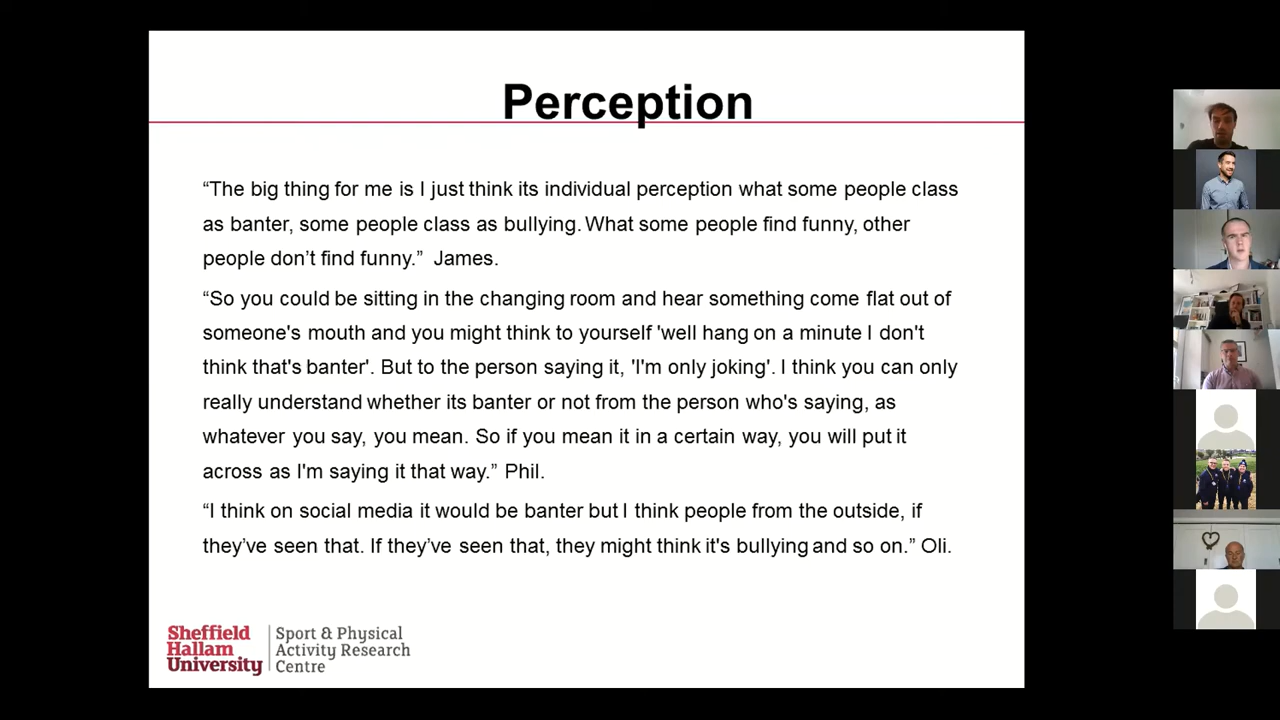 Perception
“The big thing for me is I just think its individual perception what some people class
as banter, some people class as bullying. What some people find funny, other
people don’t find funny.” James.
“So you could be sitting in the changing room and hear something come flat out of
someone's mouth and you might think to yourself 'well hang on a minute I don't
think that's banter'. But to the person saying it, 'I'm only joking'. I think you can only
really understand whether its banter or not from the person who's saying, as
whatever you say, you mean. So if you mean it in a certain way, you will put it
across as I'm saying it that way.” Phil.
“I think on social media it would be banter but I think people from the outside, if
they’ve seen that. If they’ve seen that, they might think it's bullying and so on.” Oli.
Sheffield
Hallam
University
Sport & Physical
Activity Research
Centre